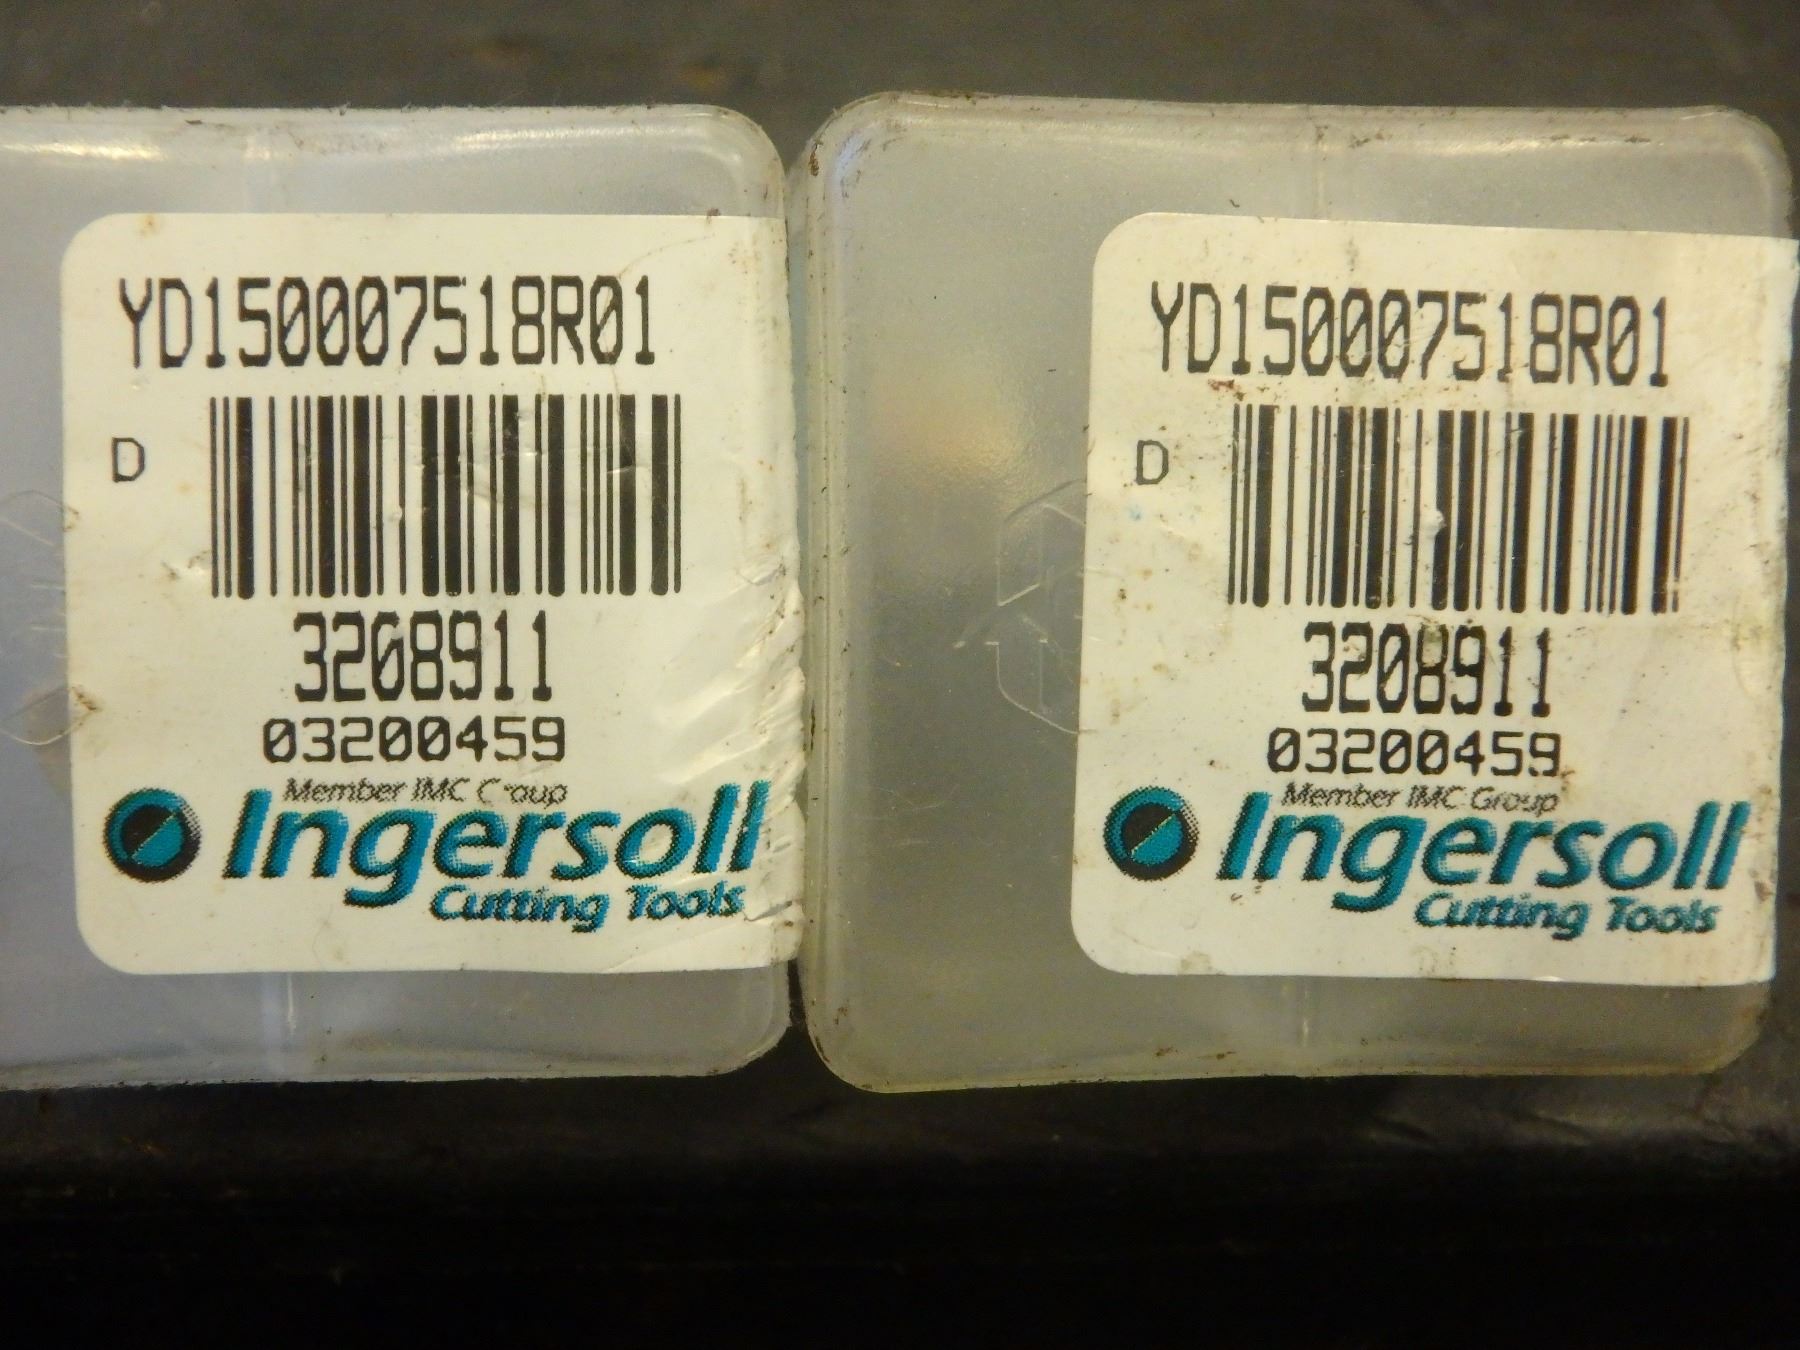 YD150007518R01
D
3208911
03200459
Member IMC Group
Ingersoll
Cutting Tools
YD150007518R01
D
3208911
03200459
Member IMC Group
Ingersoll
Cutting Tools